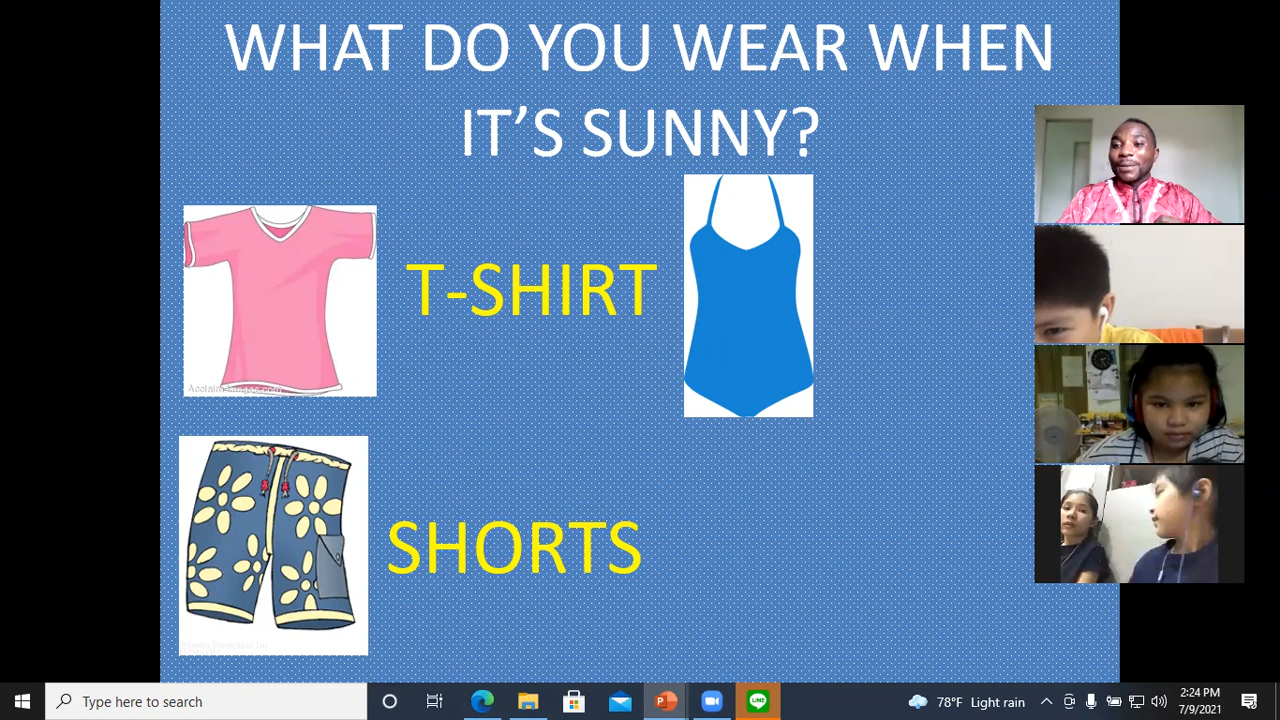 WHAT DO YOU WEAR WHEN
IT'S SUNNY?
T-SHIRT
SHORTS
Type here to search
78°F Light rain
2:24 PM
7/9/2021
LINE